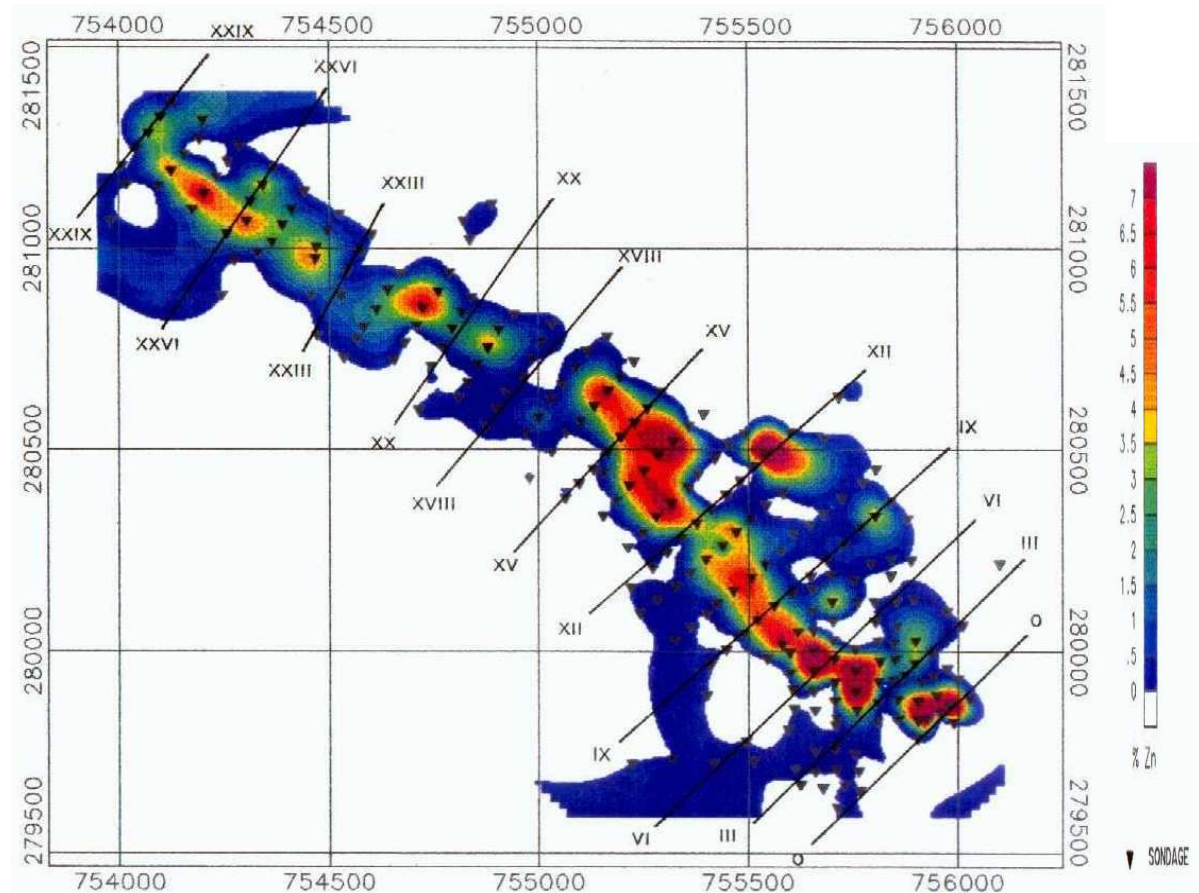 754000 754500 755000 755500 756000
XXIX
XXVI
281500
281500
XXIII
XX
7
6.5
XXIX
281000
281000
XVIII
6
5.5
5
XXVI
XXIII
XV
XII
4.5
4
XX
IX
3.5
280500
280500
3
XVIII
VI
2.5
XV
III
2
1.5
XII
O
1
280000
280000
.5
0
IX
% Zn
VI
III
O
279500
279500
SONDAGE
754000 754500 755000 755500 756000